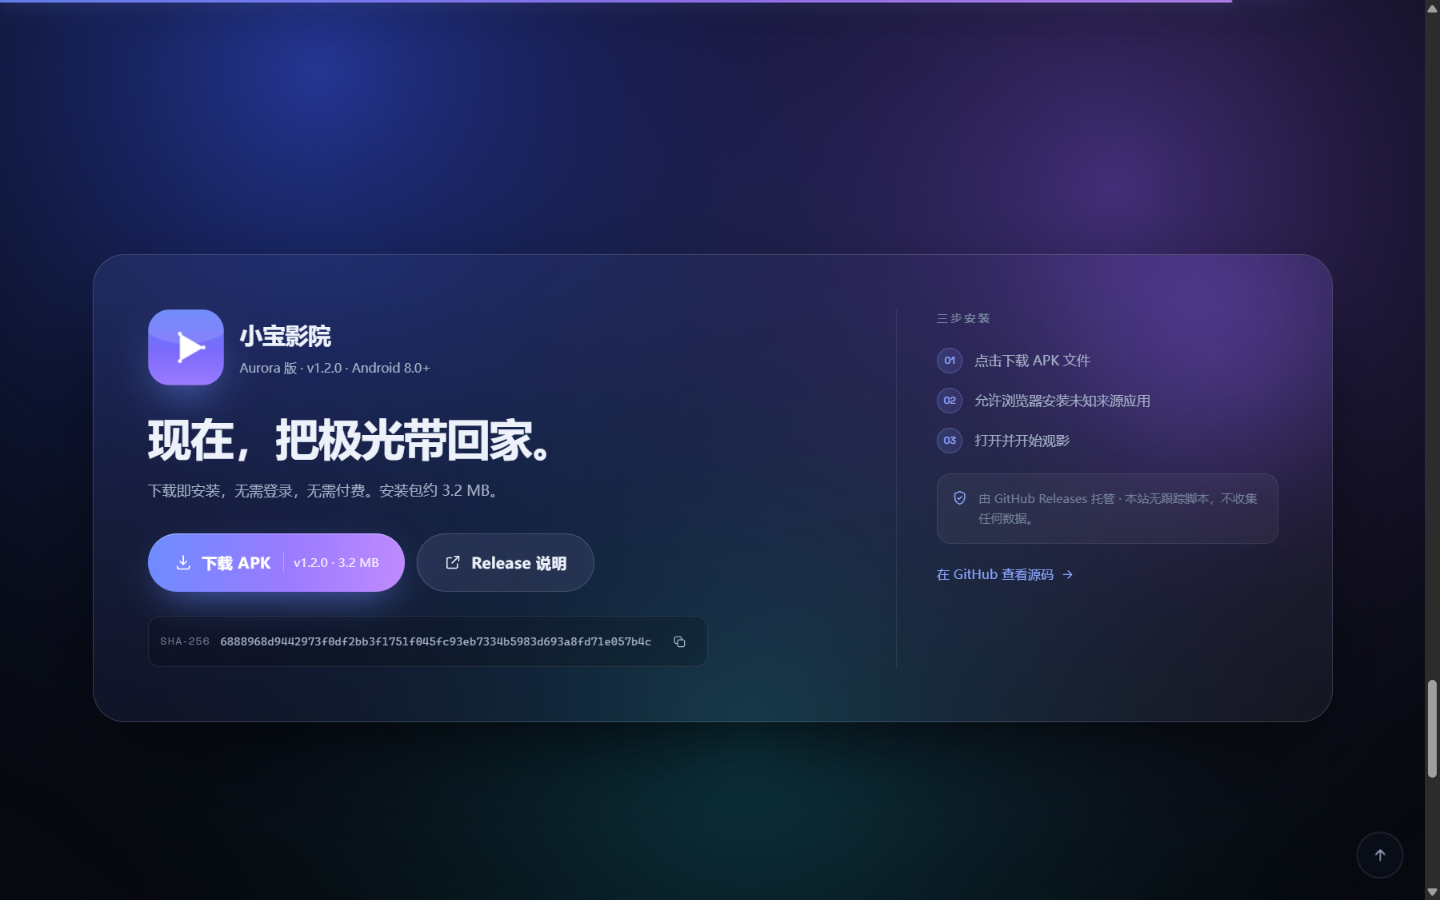 小宝影院
Aurora 版 · v1.2.0 · Android 8.0+
现在，把极光带回家。
下载即安装，无需登录，无需付费。安装包约 3.2 MB。
下载 APK v1.2.0 · 3.2 MB
Release 说明
SHA-256 6888968d9442973f0df2bb3f1751f045fc93eb7334b5983d693a8fd71e057b4c
三步安装
01 点击下载 APK 文件
02 允许浏览器安装未知来源应用
03 打开并开始观影
由 GitHub Releases 托管 · 本站无跟踪脚本，不收集
任何数据。
在 GitHub 查看源码 →